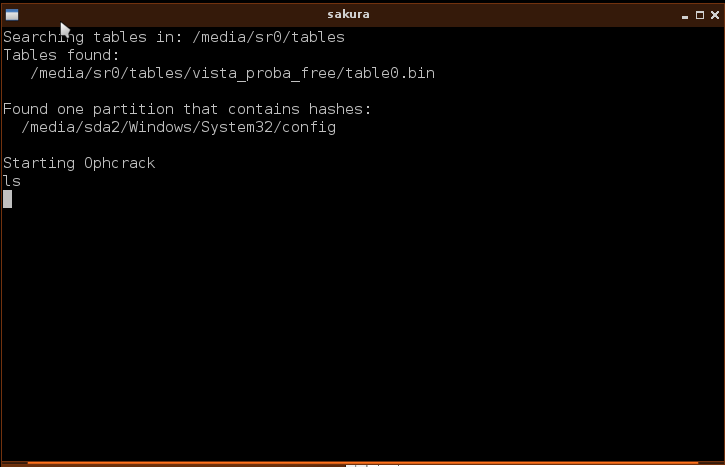 sakura
Searching tables in: /media/sr0/tables
Tables found:
/media/sr0/tables/vista_proba_free/table0.bin
Found one partition that contains hashes:
/media/sda2/Windows/System32/config
Starting Ophcrack
ls